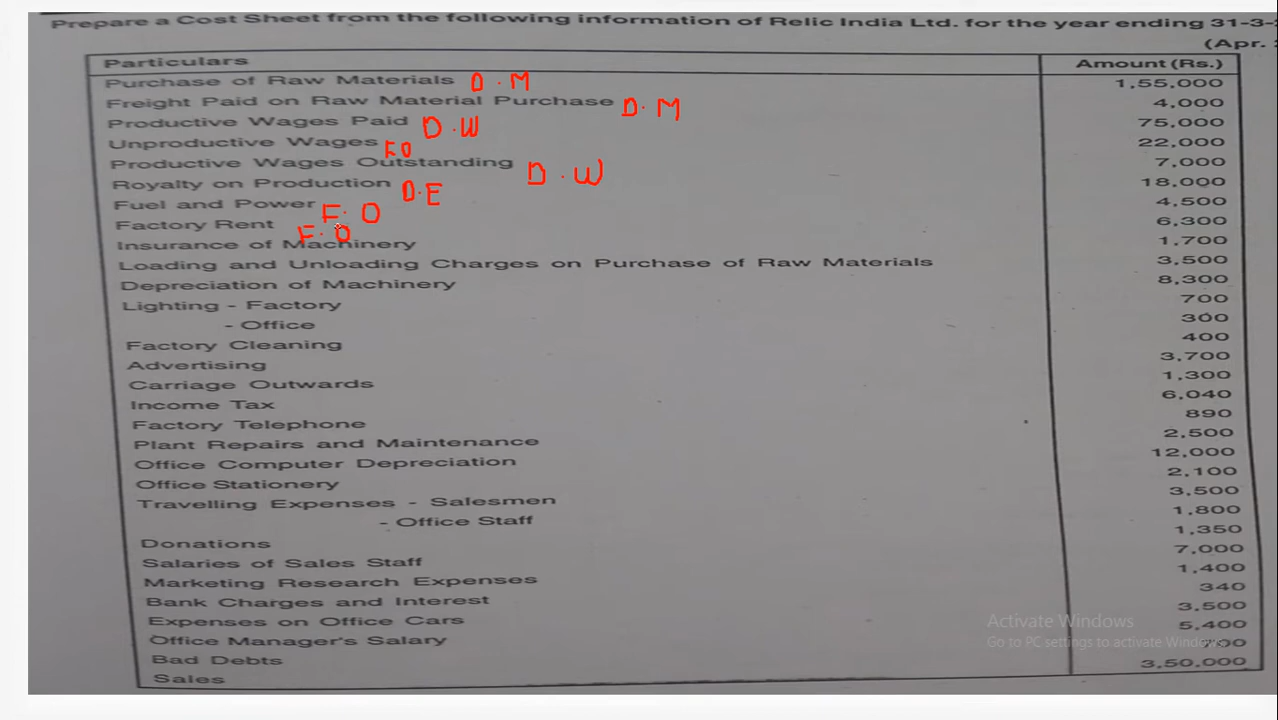 Prepare a Cost Sheet from the following information of Relic India Ltd. for the year ending 31-3-
(Apr.
Particulars Amount (Rs.)
Purchase of Raw Materials D.M 1,55,000
Freight Paid on Raw Material Purchase D.M 4,000
Productive Wages Paid D.W 75,000
Unproductive Wages F.O 22,000
Productive Wages Outstanding D.W 7,000
Royalty on Production D.E 18,000
Fuel and Power F.O 4,500
Factory Rent F.O 6,300
Insurance of Machinery 1,700
Loading and Unloading Charges on Purchase of Raw Materials 3,500
Depreciation of Machinery 8,300
Lighting - Factory 700
- Office 300
Factory Cleaning 400
Advertising 3,700
Carriage Outwards 1,300
Income Tax 6,040
Factory Telephone 890
Plant Repairs and Maintenance 2,500
Office Computer Depreciation 12,000
Office Stationery 2,100
Travelling Expenses - Salesmen 3,500
- Office Staff 1,800
Donations 1,350
Salaries of Sales Staff 7,000
Marketing Research Expenses 1,400
Bank Charges and Interest 340
Expenses on Office Cars 3,500
Office Manager's Salary 5,400
Bad Debts
Sales 3,50,000
Activate Windows
Go to PC settings to activate Windows.